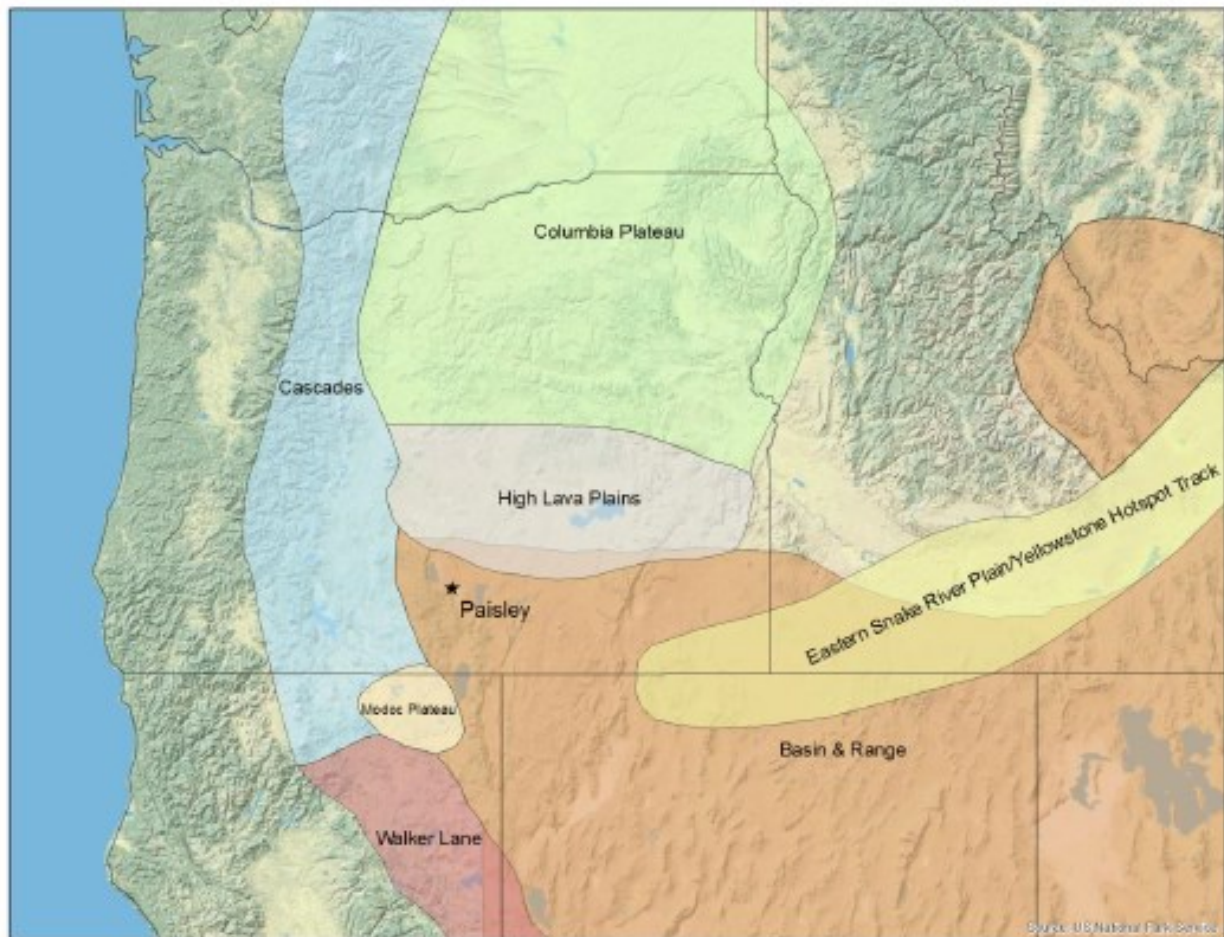 Columbia Plateau
Cascades
High Lava Plains
Eastern Snake River Plain/Yellowstone Hotspot Track
Paisley
Modoc Plateau
Basin & Range
Walker Lane
Source: US National Park Service